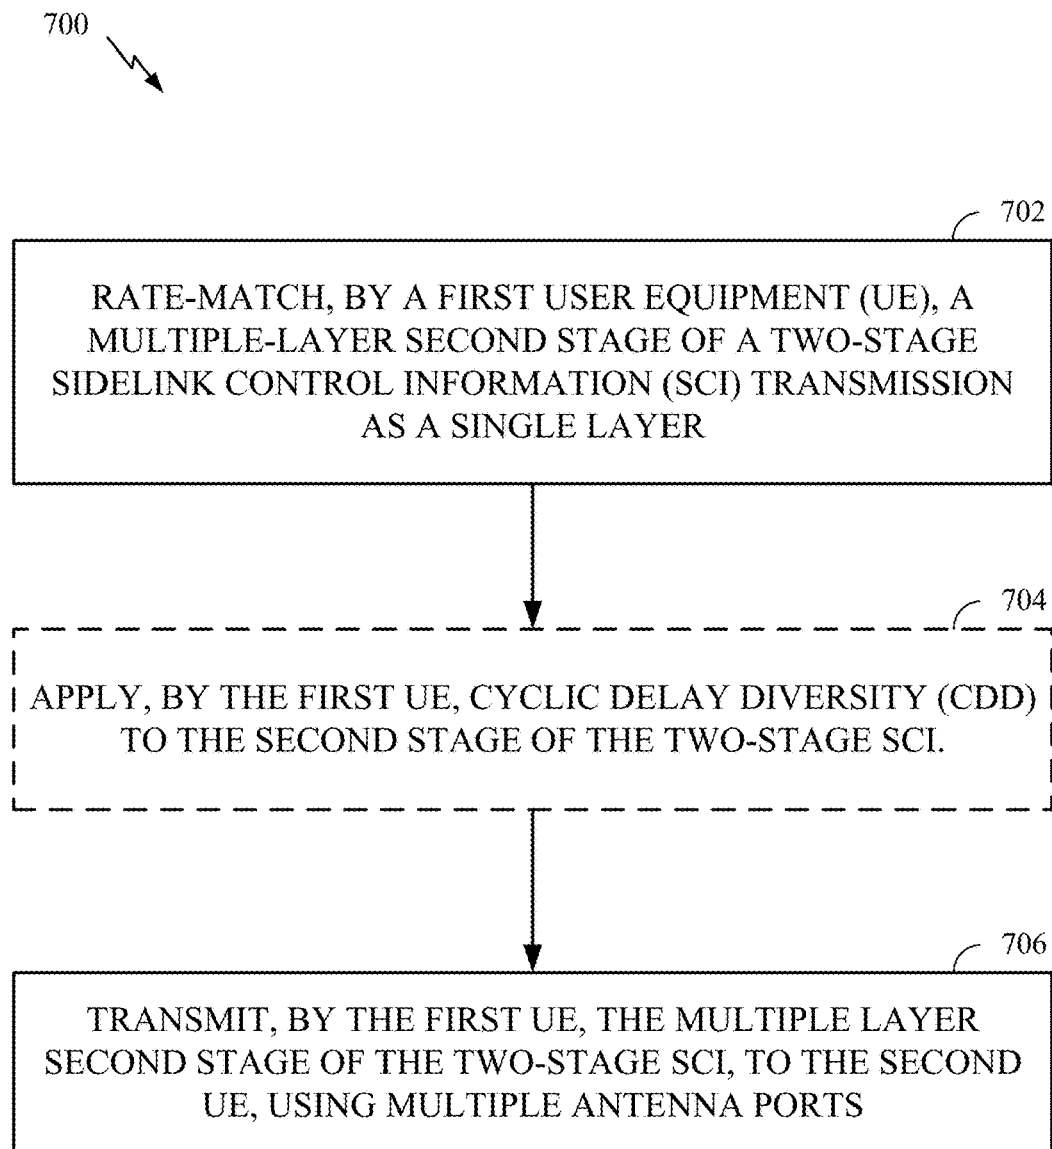 700
702
RATE-MATCH, BY A FIRST USER EQUIPMENT (UE), A
MULTIPLE-LAYER SECOND STAGE OF A TWO-STAGE
SIDELINK CONTROL INFORMATION (SCI) TRANSMISSION
AS A SINGLE LAYER
704
APPLY, BY THE FIRST UE, CYCLIC DELAY DIVERSITY (CDD)
TO THE SECOND STAGE OF THE TWO-STAGE SCI.
706
TRANSMIT, BY THE FIRST UE, THE MULTIPLE LAYER
SECOND STAGE OF THE TWO-STAGE SCI, TO THE SECOND
UE, USING MULTIPLE ANTENNA PORTS